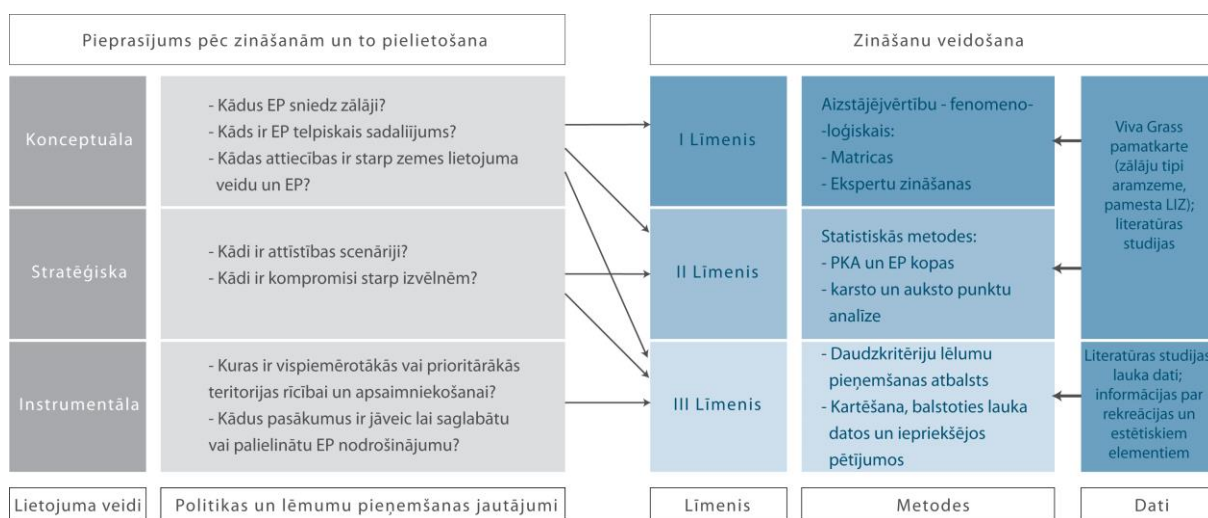 Pieprasījums pēc zināšanām un to pielietošana
Zināšanu veidošana
Konceptuāla
- Kādus EP sniedz zālāji?
- Kāds ir EP telpiskais sadalījums?
- Kādas attiecības ir starp zemes lietojuma
veidu un EP?
I Līmenis
Aizstājējvērtību - fenomeno-
-loģiskais:
- Matricas
- Ekspertu zināšanas
Viva Grass
pamatkarte
(zālāju tipi
aramzeme,
pamesta LIZ);
literatūras
studijas
Stratēģiska
- Kādi ir attīstības scenāriji?
- Kādi ir kompromisi starp izvēlnēm?
II Līmenis
Statistiskās metodes:
- PKA un EP kopas
- karsto un auksto punktu
analīze
Instrumentāla
- Kuras ir vispiemērotākās vai prioritārākās
teritorijas rīcībai un apsaimniekošanai?
- Kādus pasākumus ir jāveic lai saglabātu
vai palielinātu EP nodrošinājumu?
III Līmenis
- Daudzkritēriju lēlumu
pieņemšanas atbalsts
- Kartēšana, balstoties lauka
datos un iepriekšējos
pētījumos
Literatūras studijas
lauka dati;
informācijas par
rekreācijas un
estētiskiem
elementiem
Lietojuma veidi
Politikas un lēmumu pieņemšanas jautājumi
Līmenis
Metodes
Dati